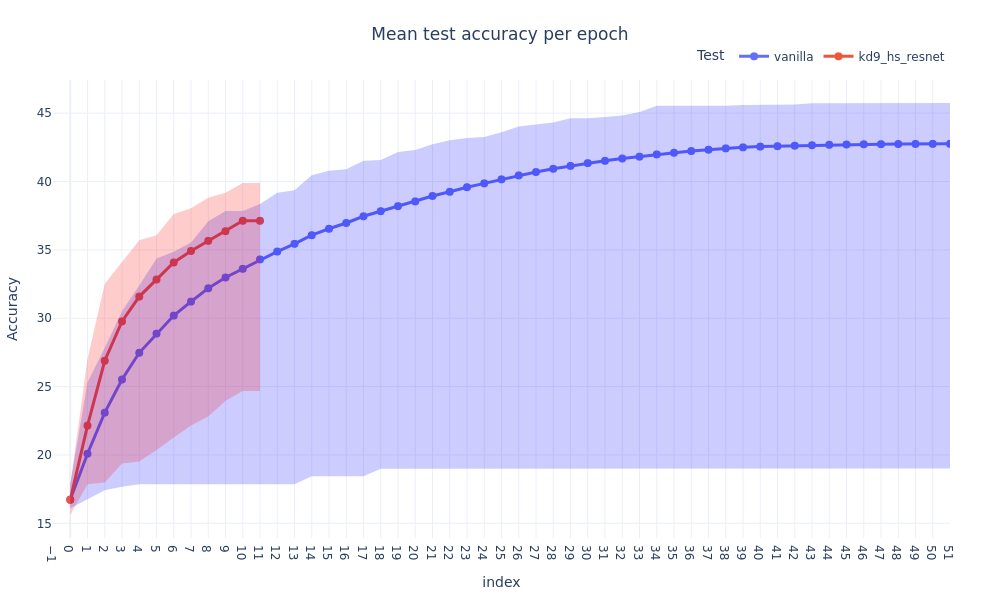 Mean test accuracy per epoch
Test vanilla kd9_hs_resnet
45
40
35
30
25
20
15
Accuracy
−1 0 1 2 3 4 5 6 7 8 9 10 11 12 13 14 15 16 17 18 19 20 21 22 23 24 25 26 27 28 29 30 31 32 33 34 35 36 37 38 39 40 41 42 43 44 45 46 47 48 49 50 51
index